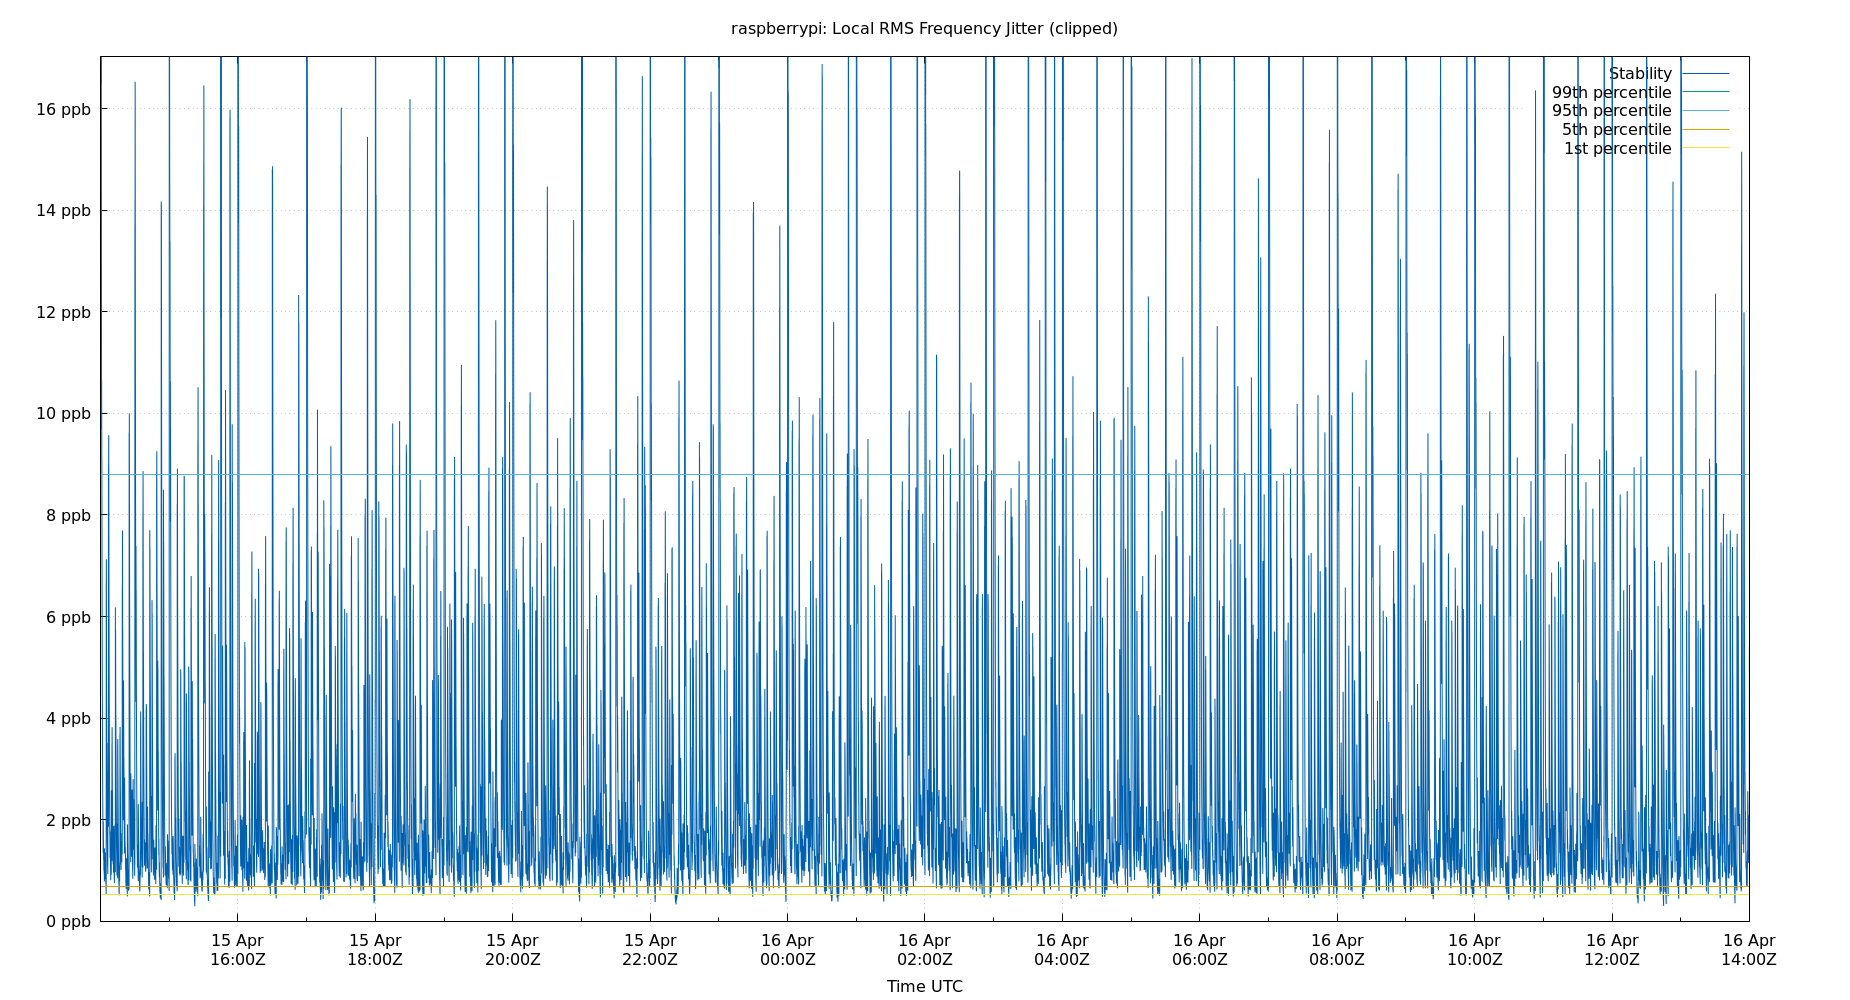 raspberrypi: Local RMS Frequency Jitter (clipped)
Stability
99th percentile
95th percentile
5th percentile
1st percentile
16 ppb
14 ppb
12 ppb
10 ppb
8 ppb
6 ppb
4 ppb
2 ppb
0 ppb
15 Apr 15 Apr 15 Apr 15 Apr 16 Apr 16 Apr 16 Apr 16 Apr 16 Apr 16 Apr 16 Apr 16 Apr
16:00Z 18:00Z 20:00Z 22:00Z 00:00Z 02:00Z 04:00Z 06:00Z 08:00Z 10:00Z 12:00Z 14:00Z
Time UTC